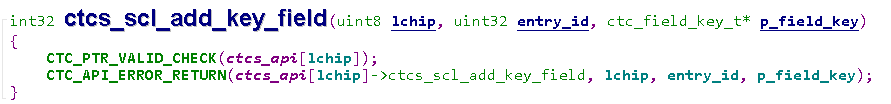 int32 ctcs_scl_add_key_field(uint8 lchip, uint32 entry_id, ctc_field_key_t* p_field_key)
{
CTC_PTR_VALID_CHECK(ctcs_api[lchip]);
CTC_API_ERROR_RETURN(ctcs_api[lchip]->ctcs_scl_add_key_field, lchip, entry_id, p_field_key);
}